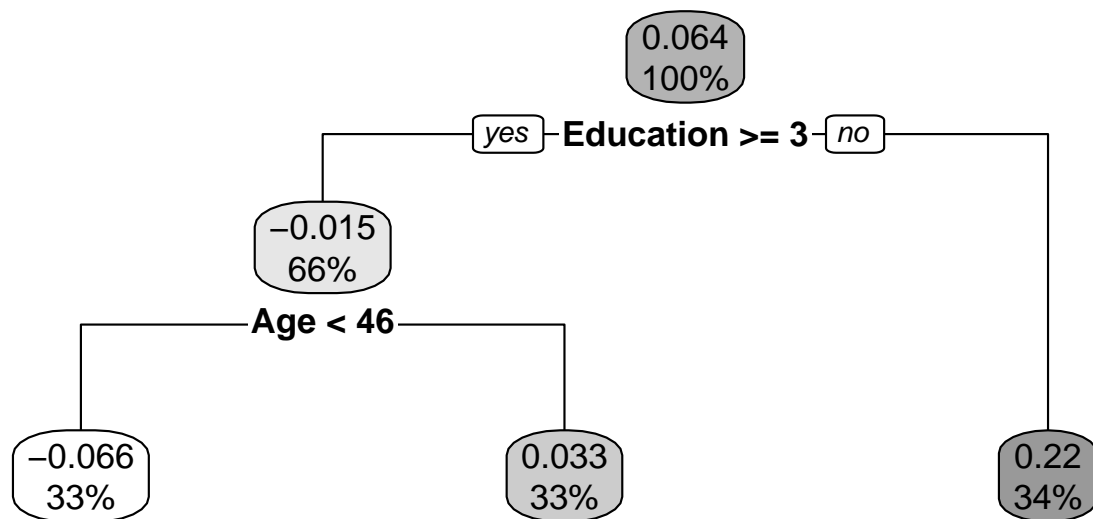 0.064
100%
yes Education >= 3 no
−0.015
66%
Age < 46
−0.066 0.033 0.22
33% 33% 34%